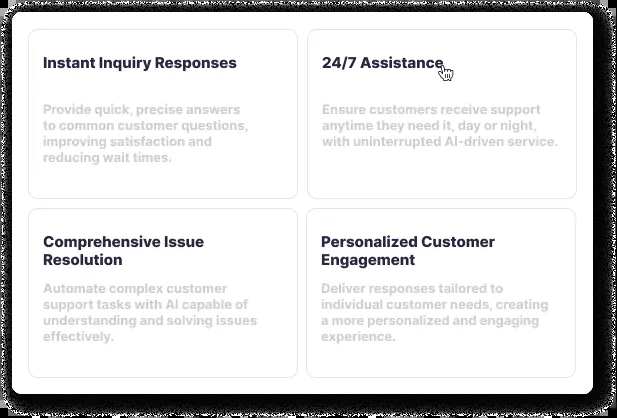 Instant Inquiry Responses
Provide quick, precise answers
to common customer questions,
improving satisfaction and
reducing wait times.
24/7 Assistance
Ensure customers receive support
anytime they need it, day or night,
with uninterrupted AI-driven service.
Comprehensive Issue
Resolution
Automate complex customer
support tasks with AI capable of
understanding and solving issues
effectively.
Personalized Customer
Engagement
Deliver responses tailored to
individual customer needs, creating
a more personalized and engaging
experience.